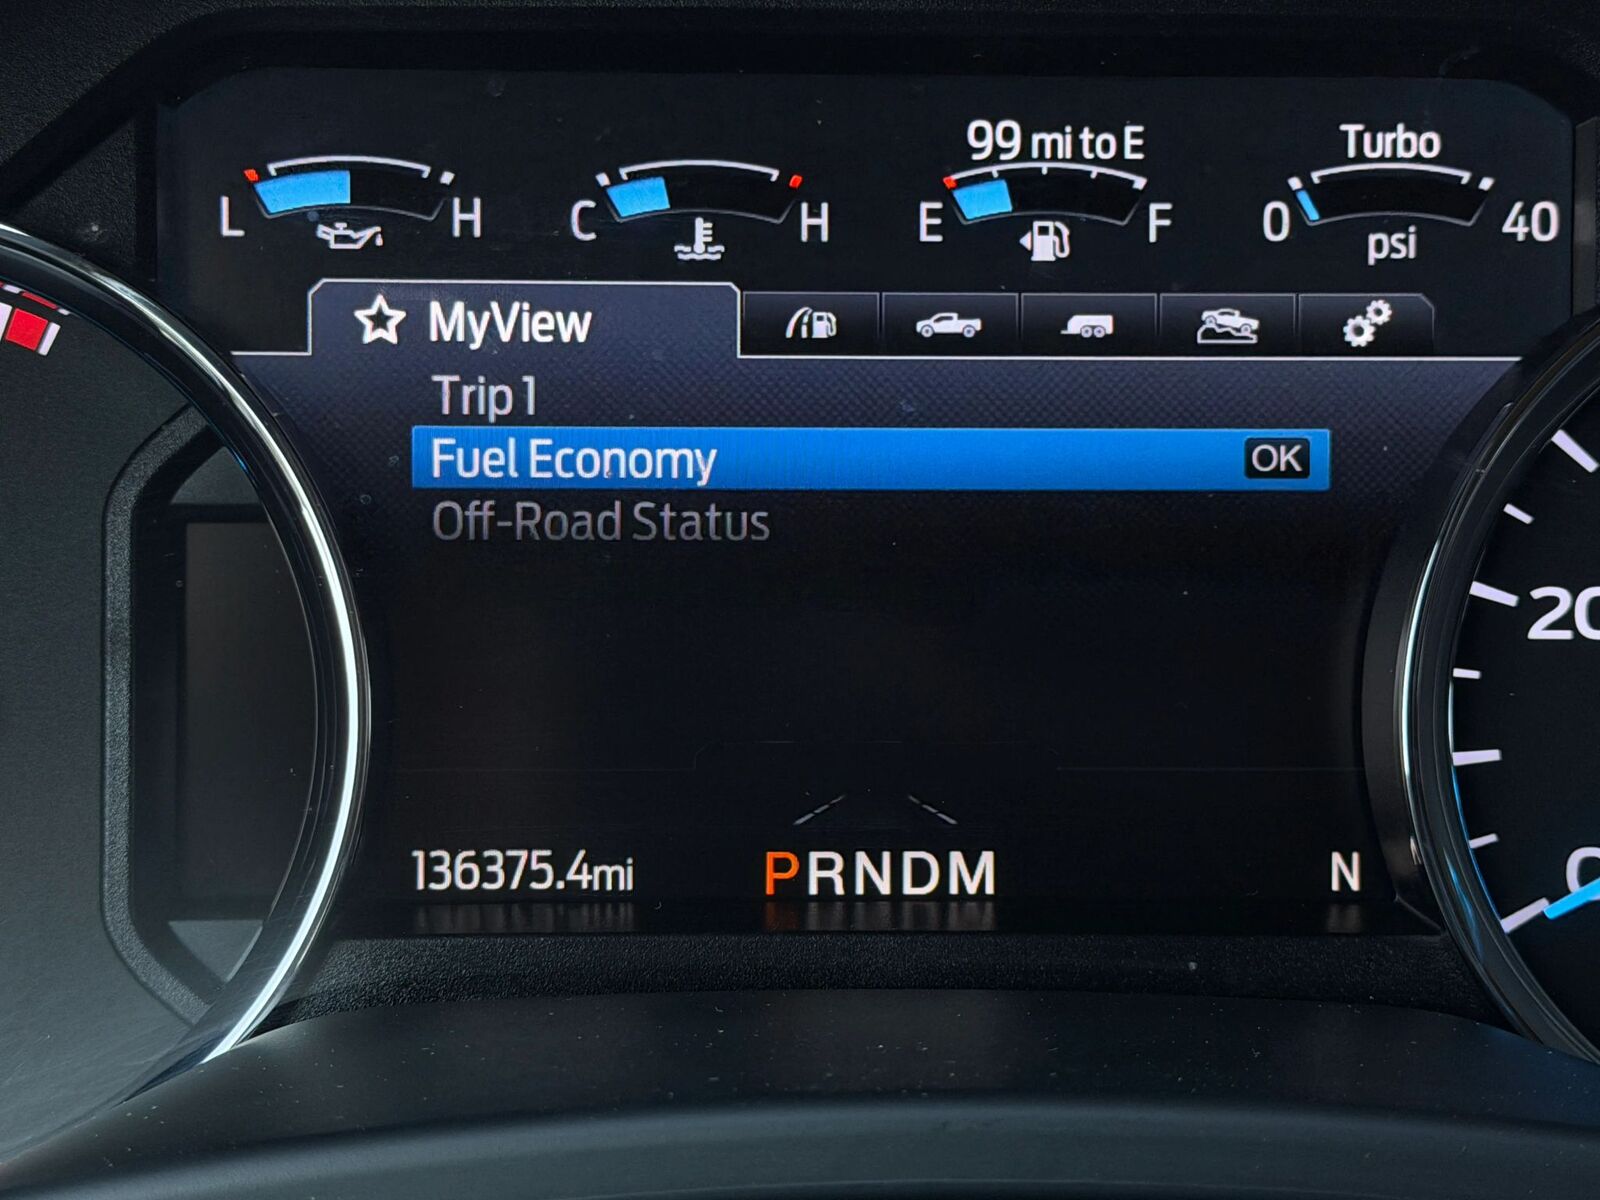 99 mi to E
Turbo
L H
C H
E F
0 40
psi
MyView
Trip 1
Fuel Economy OK
Off-Road Status
20
136375.4mi
PRNDM
N
0